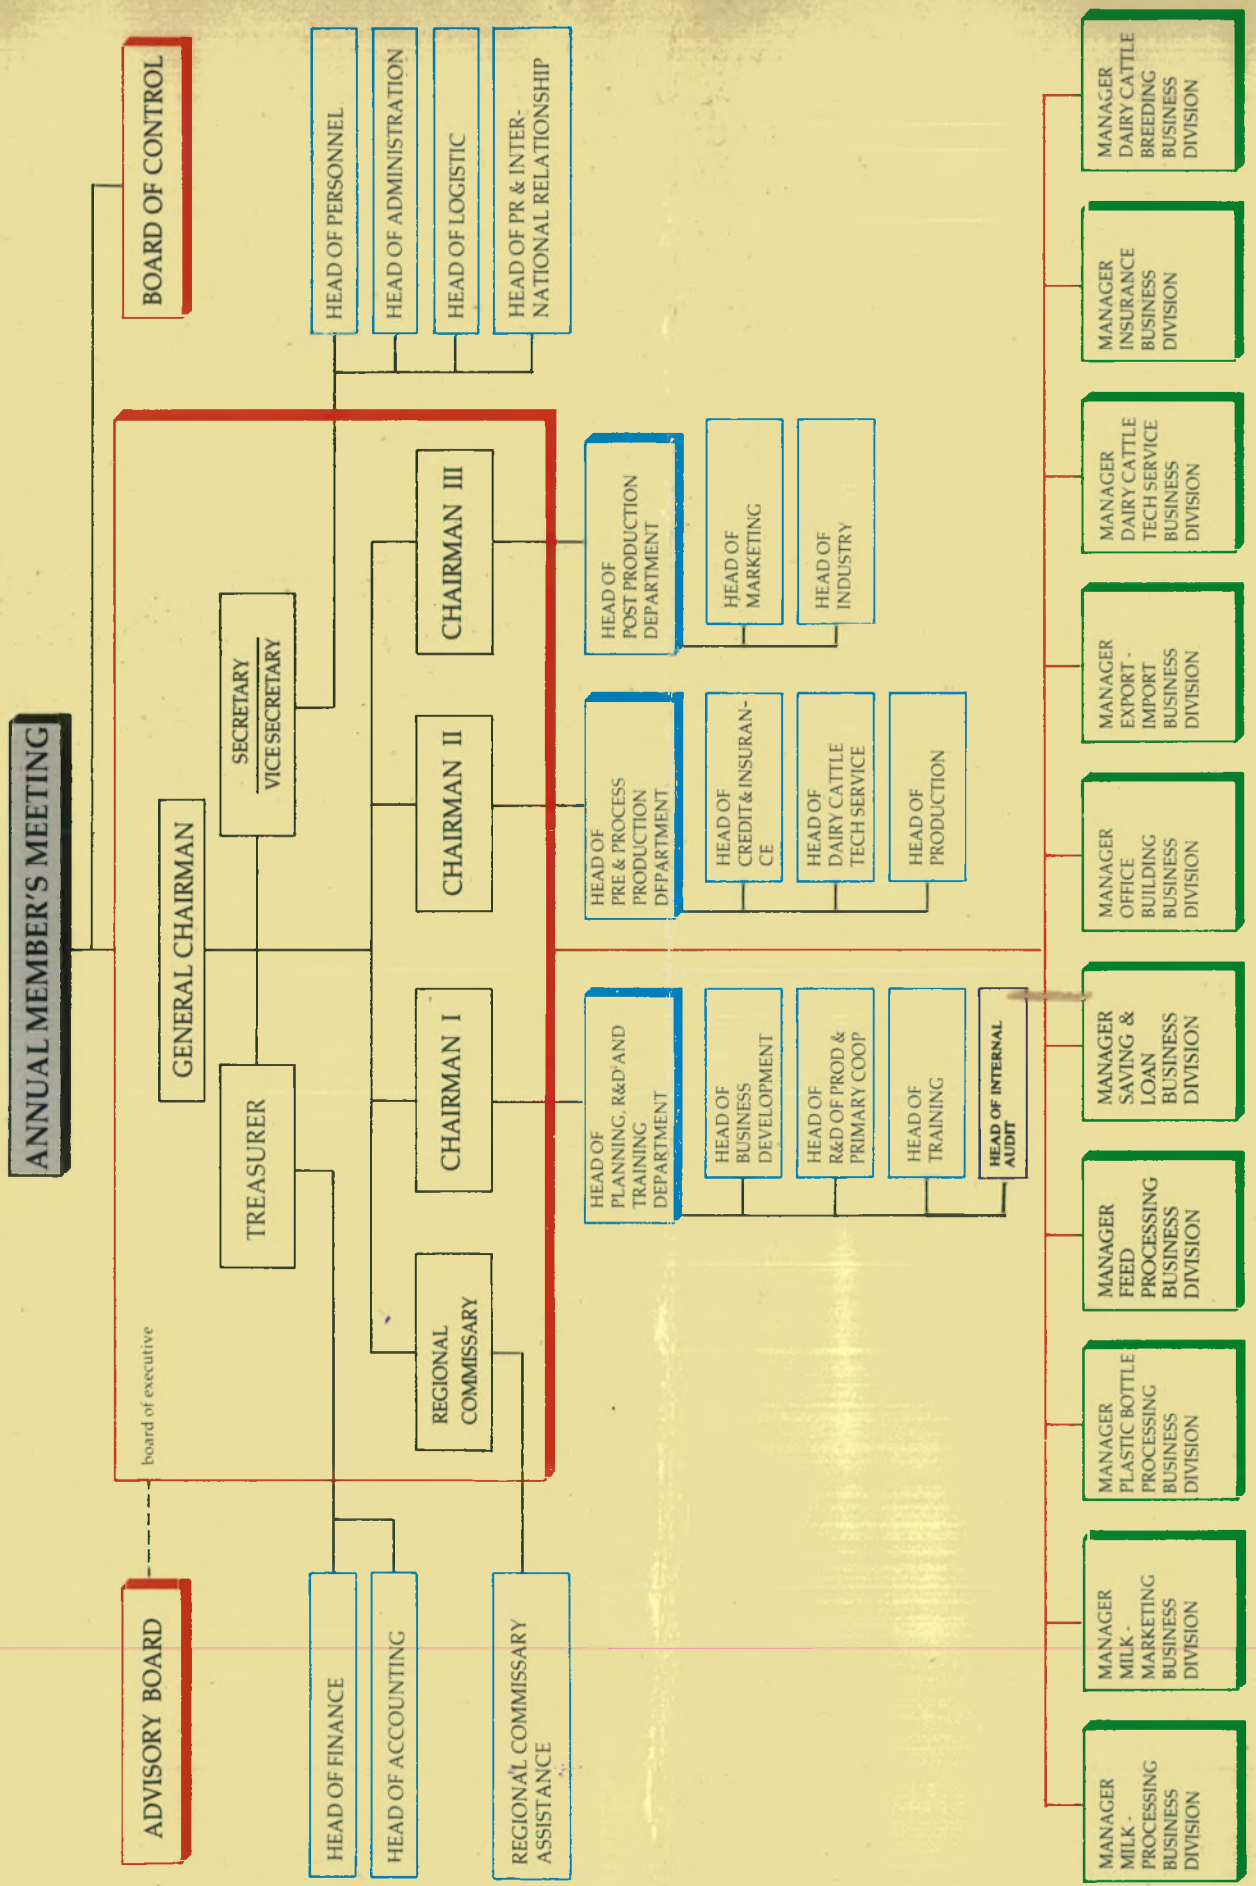 ANNUAL MEMBER'S MEETING
ADVISORY BOARD
BOARD OF CONTROL
board of executive
GENERAL CHAIRMAN
TREASURER
SECRETARY
VICE SECRETARY
REGIONAL
COMMISSARY
CHAIRMAN I
CHAIRMAN II
CHAIRMAN III
HEAD OF FINANCE
HEAD OF ACCOUNTING
REGIONAL COMMISSARY
ASSISTANCE
HEAD OF PERSONNEL
HEAD OF ADMINISTRATION
HEAD OF LOGISTIC
HEAD OF PR & INTER-
NATIONAL RELATIONSHIP
HEAD OF
PLANNING, R&D AND
TRAINING
DEPARTMENT
HEAD OF
BUSINESS
DEVELOPMENT
HEAD OF
R&D OF PROD &
PRIMARY COOP
HEAD OF
TRAINING
HEAD OF INTERNAL
AUDIT
HEAD OF
PRE & PROCESS
PRODUCTION
DEPARTMENT
HEAD OF
CREDIT & INSURAN-
CE
HEAD OF
DAIRY CATTLE
TECH SERVICE
HEAD OF
PRODUCTION
HEAD OF
POST PRODUCTION
DEPARTMENT
HEAD OF
MARKETING
HEAD OF
INDUSTRY
MANAGER
MILK -
PROCESSING
BUSINESS
DIVISION
MANAGER
MILK -
MARKETING
BUSINESS
DIVISION
MANAGER
PLASTIC BOTTLE
PROCESSING
BUSINESS
DIVISION
MANAGER
FEED
PROCESSING
BUSINESS
DIVISION
MANAGER
SAVING &
LOAN
BUSINESS
DIVISION
MANAGER
OFFICE
BUILDING
BUSINESS
DIVISION
MANAGER
EXPORT -
IMPORT
BUSINESS
DIVISION
MANAGER
DAIRY CATTLE
TECH SERVICE
BUSINESS
DIVISION
MANAGER
INSURANCE
BUSINESS
DIVISION
MANAGER
DAIRY CATTLE
BREEDING
BUSINESS
DIVISION